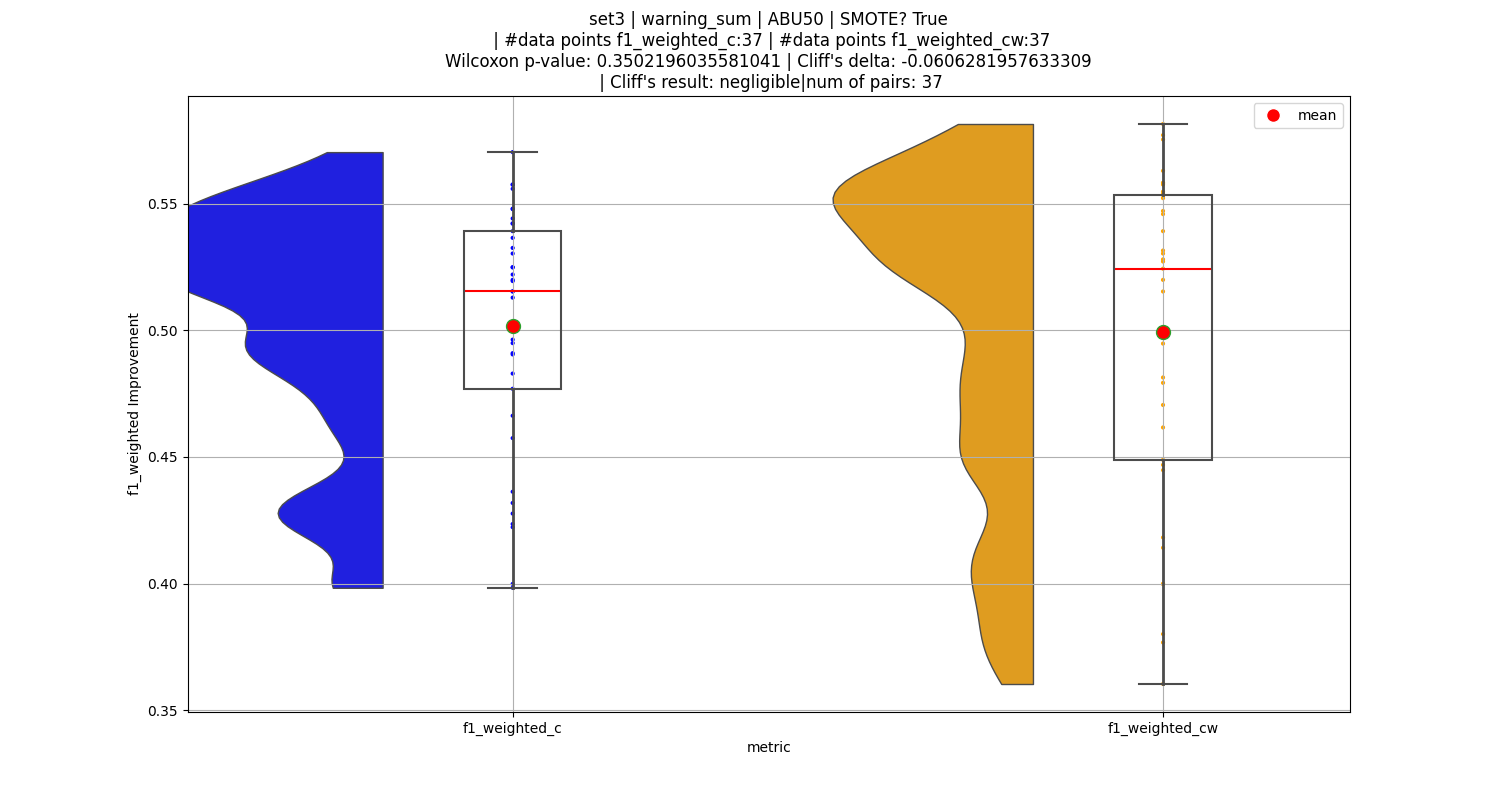 set3 | warning_sum | ABU50 | SMOTE? True
| #data points f1_weighted_c:37 | #data points f1_weighted_cw:37
Wilcoxon p-value: 0.3502196035581041 | Cliff's delta: -0.0606281957633309
| Cliff's result: negligible|num of pairs: 37
mean
0.55
0.50
0.45
0.40
0.35
f1_weighted Improvement
f1_weighted_c
f1_weighted_cw
metric